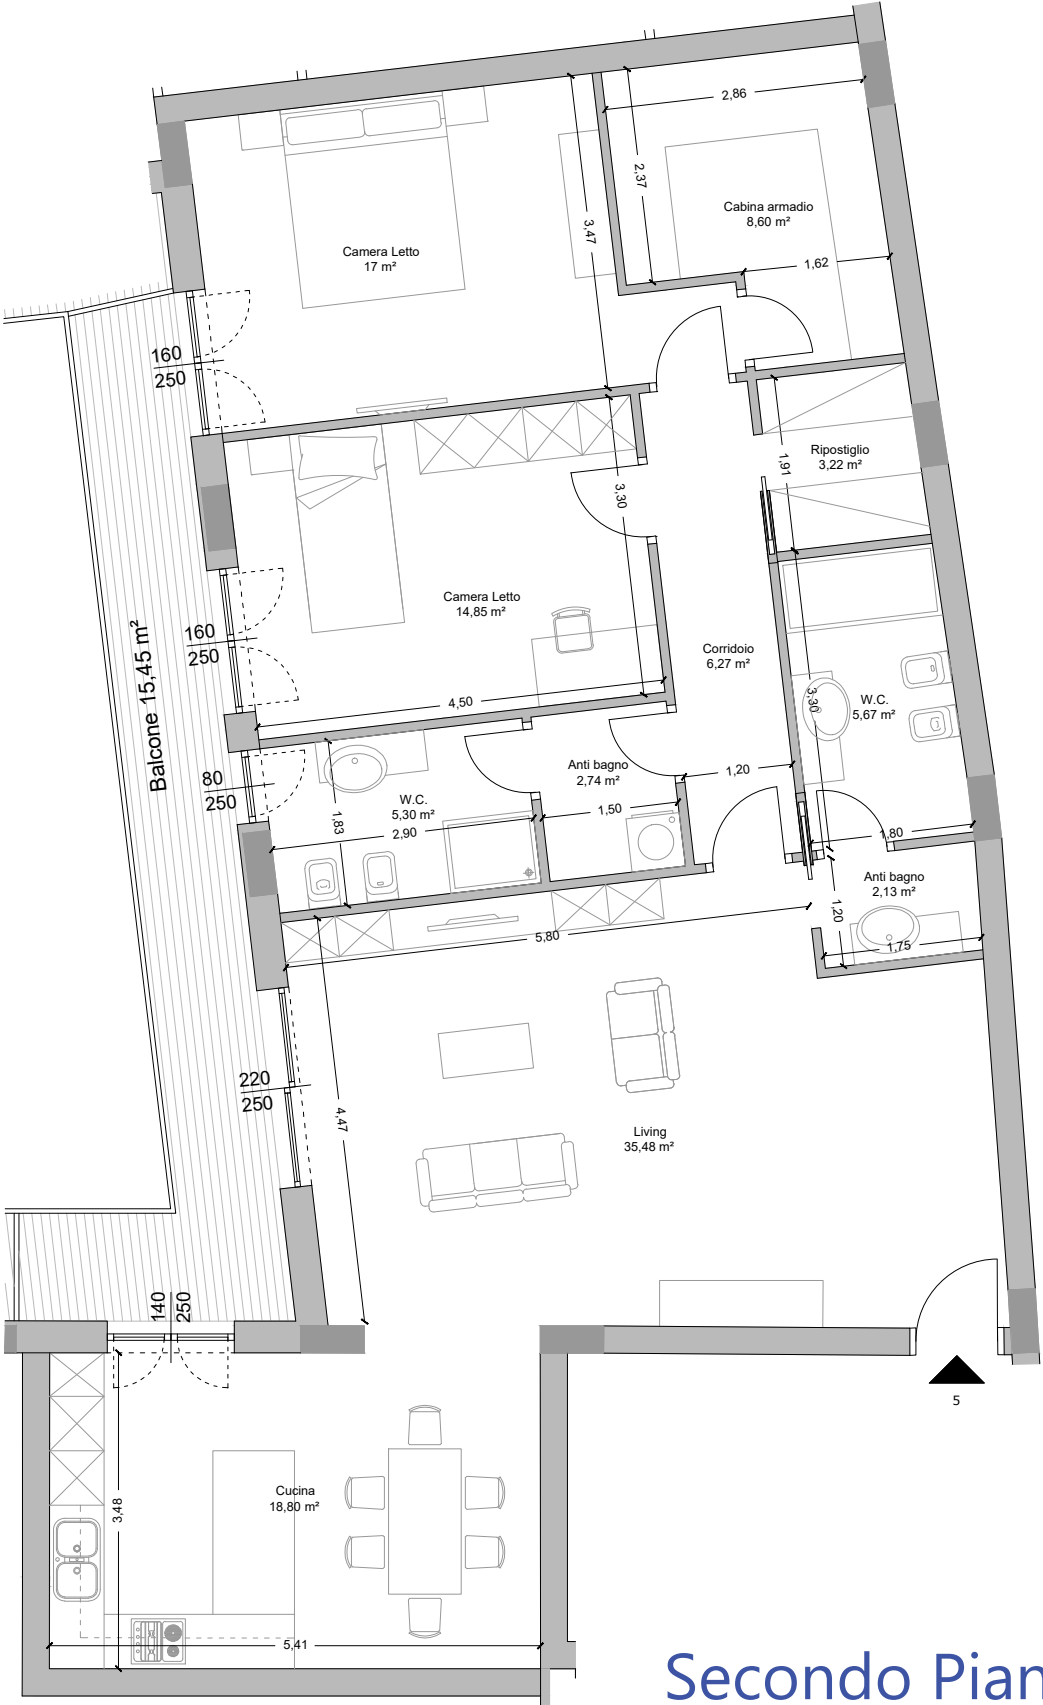 2,86
2,37
Cabina armadio
8,60 m²
3,47
Camera Letto
17 m²
1,62
160
250
Ripostiglio
3,22 m²
1,91
3,30
Camera Letto
14,85 m²
Balcone 15,45 m²
160
250
Corridoio
6,27 m²
3,30
W.C.
5,67 m²
4,50
80
250
Anti bagno
2,74 m²
1,20
W.C.
5,30 m²
1,83
2,90
1,50
1,80
Anti bagno
2,13 m²
1,20
5,80
1,75
220
250
4,47
Living
35,48 m²
140
250
5
Cucina
18,80 m²
3,48
5,41
Secondo Pian